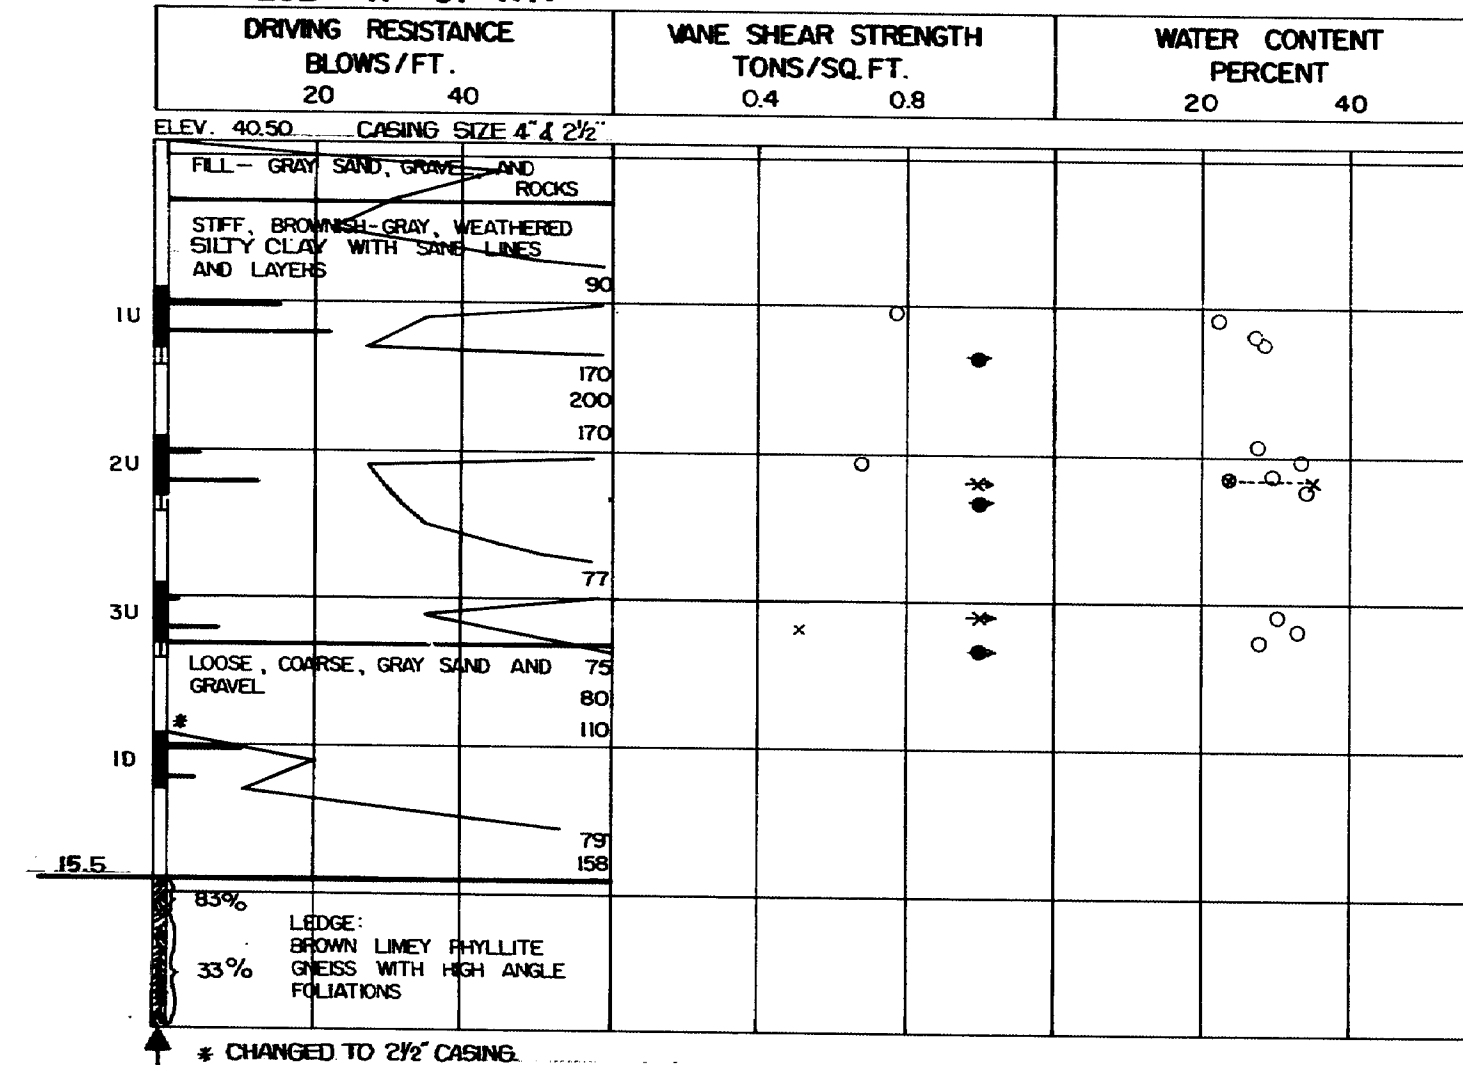 DRIVING RESISTANCE
BLOWS/FT.
20 40
VANE SHEAR STRENGTH
TONS/SQ.FT.
0.4 0.8
WATER CONTENT
PERCENT
20 40
ELEV. 40.50 CASING SIZE 4" & 2½"
FILL- GRAY SAND, GRAVEL AND
ROCKS
STIFF, BROWNISH-GRAY, WEATHERED
SILTY CLAY WITH SAND LINES
AND LAYERS
90
1U
170
200
170
2U
77
3U
LOOSE, COARSE, GRAY SAND AND
GRAVEL
75
80
110
*
1D
79
158
15.5
83%
LEDGE:
BROWN LIMEY PHYLLITE
33% GNEISS WITH HIGH ANGLE
FOLIATIONS
* CHANGED TO 2½" CASING.